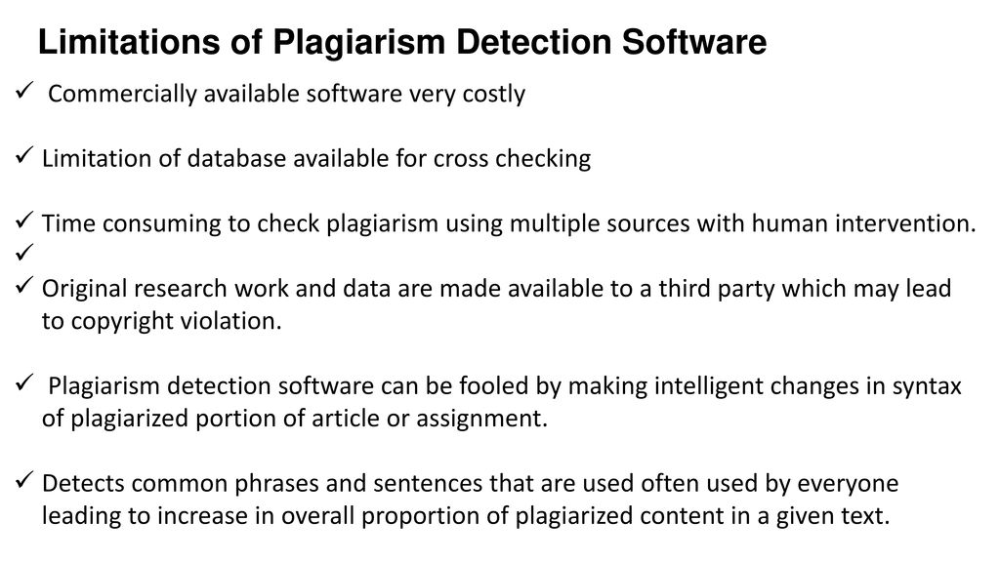 Limitations of Plagiarism Detection Software
✓ Commercially available software very costly
✓ Limitation of database available for cross checking
✓ Time consuming to check plagiarism using multiple sources with human intervention.
✓
✓ Original research work and data are made available to a third party which may lead
to copyright violation.
✓ Plagiarism detection software can be fooled by making intelligent changes in syntax
of plagiarized portion of article or assignment.
✓ Detects common phrases and sentences that are used often used by everyone
leading to increase in overall proportion of plagiarized content in a given text.